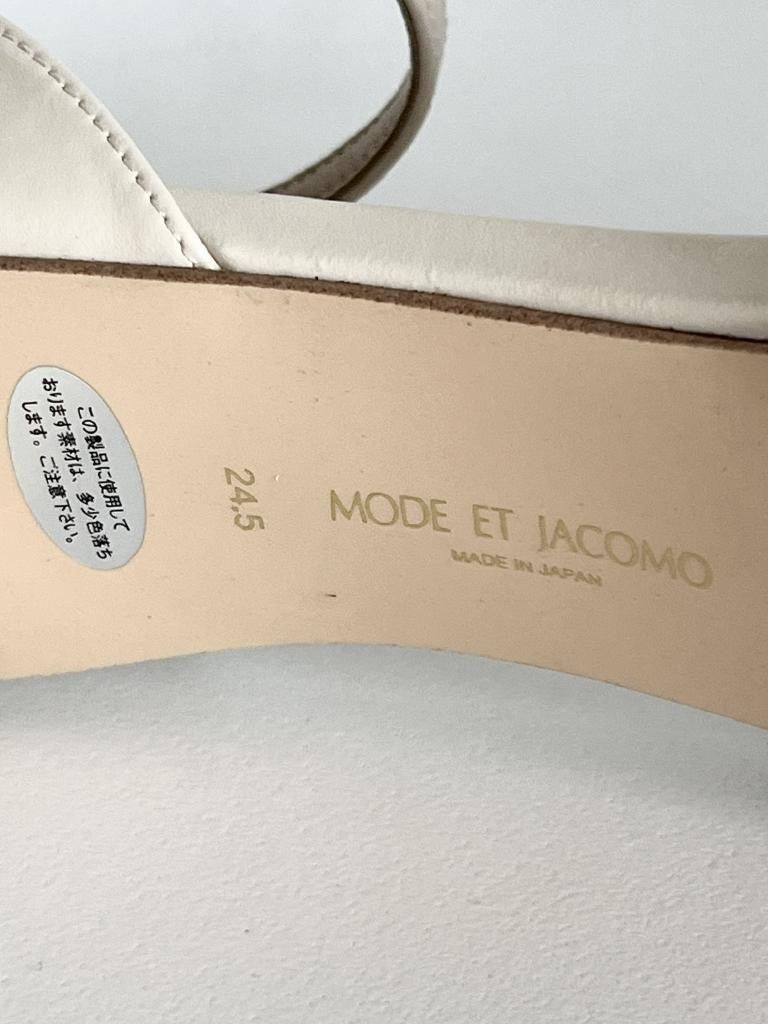 この製品に使用して
おります素材は、多少色落ち
します。ご注意下さい。
24.5
MODE ET JACOMO
MADE IN JAPAN